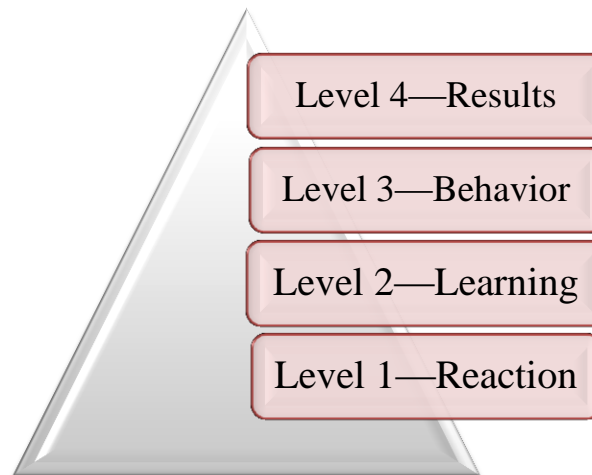 Level 4—Results
Level 3—Behavior
Level 2—Learning
Level 1—Reaction